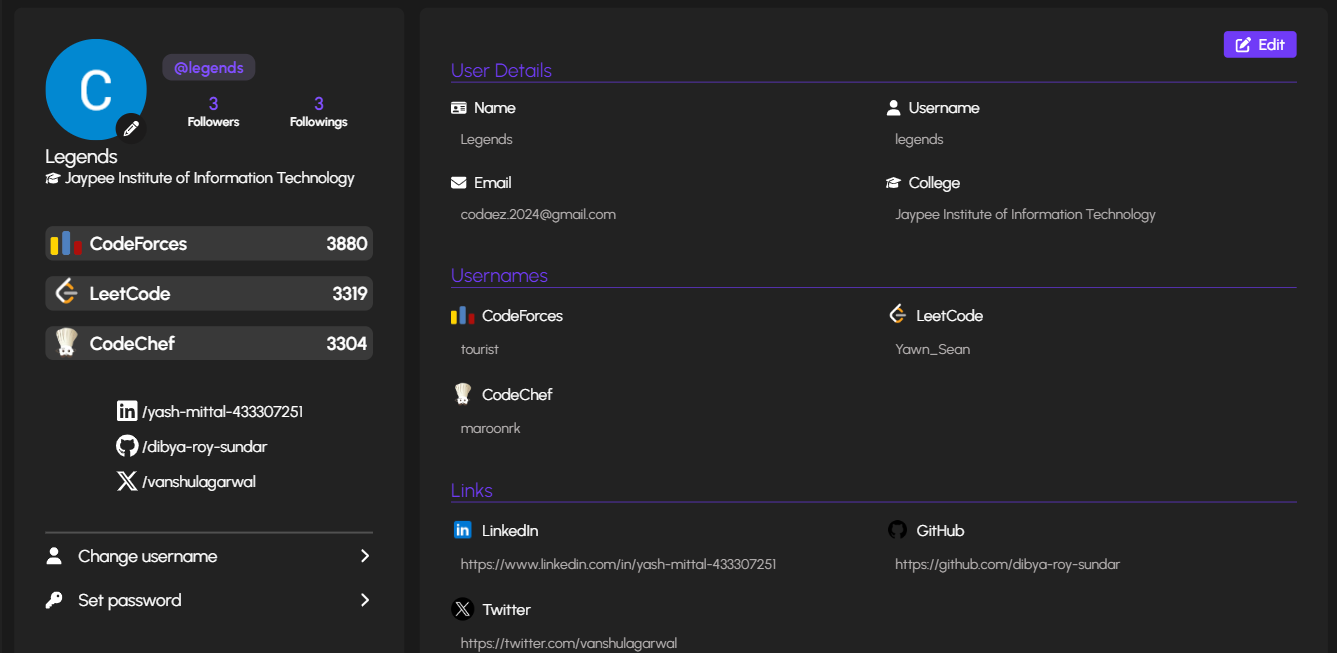 C
@legends
3 3
Followers Followings
Legends
Jaypee Institute of Information Technology
CodeForces 3880
LeetCode 3319
CodeChef 3304
in /yash-mittal-433307251
/dibya-roy-sundar
X /vanshulagarwal
Change username
Set password
Edit
User Details
Name Username
Legends legends
Email College
codaez.2024@gmail.com Jaypee Institute of Information Technology
Usernames
CodeForces LeetCode
tourist Yawn_Sean
CodeChef
maroonrk
Links
in LinkedIn GitHub
https://www.linkedin.com/in/yash-mittal-433307251 https://github.com/dibya-roy-sundar
X Twitter
https://twitter.com/vanshulagarwal